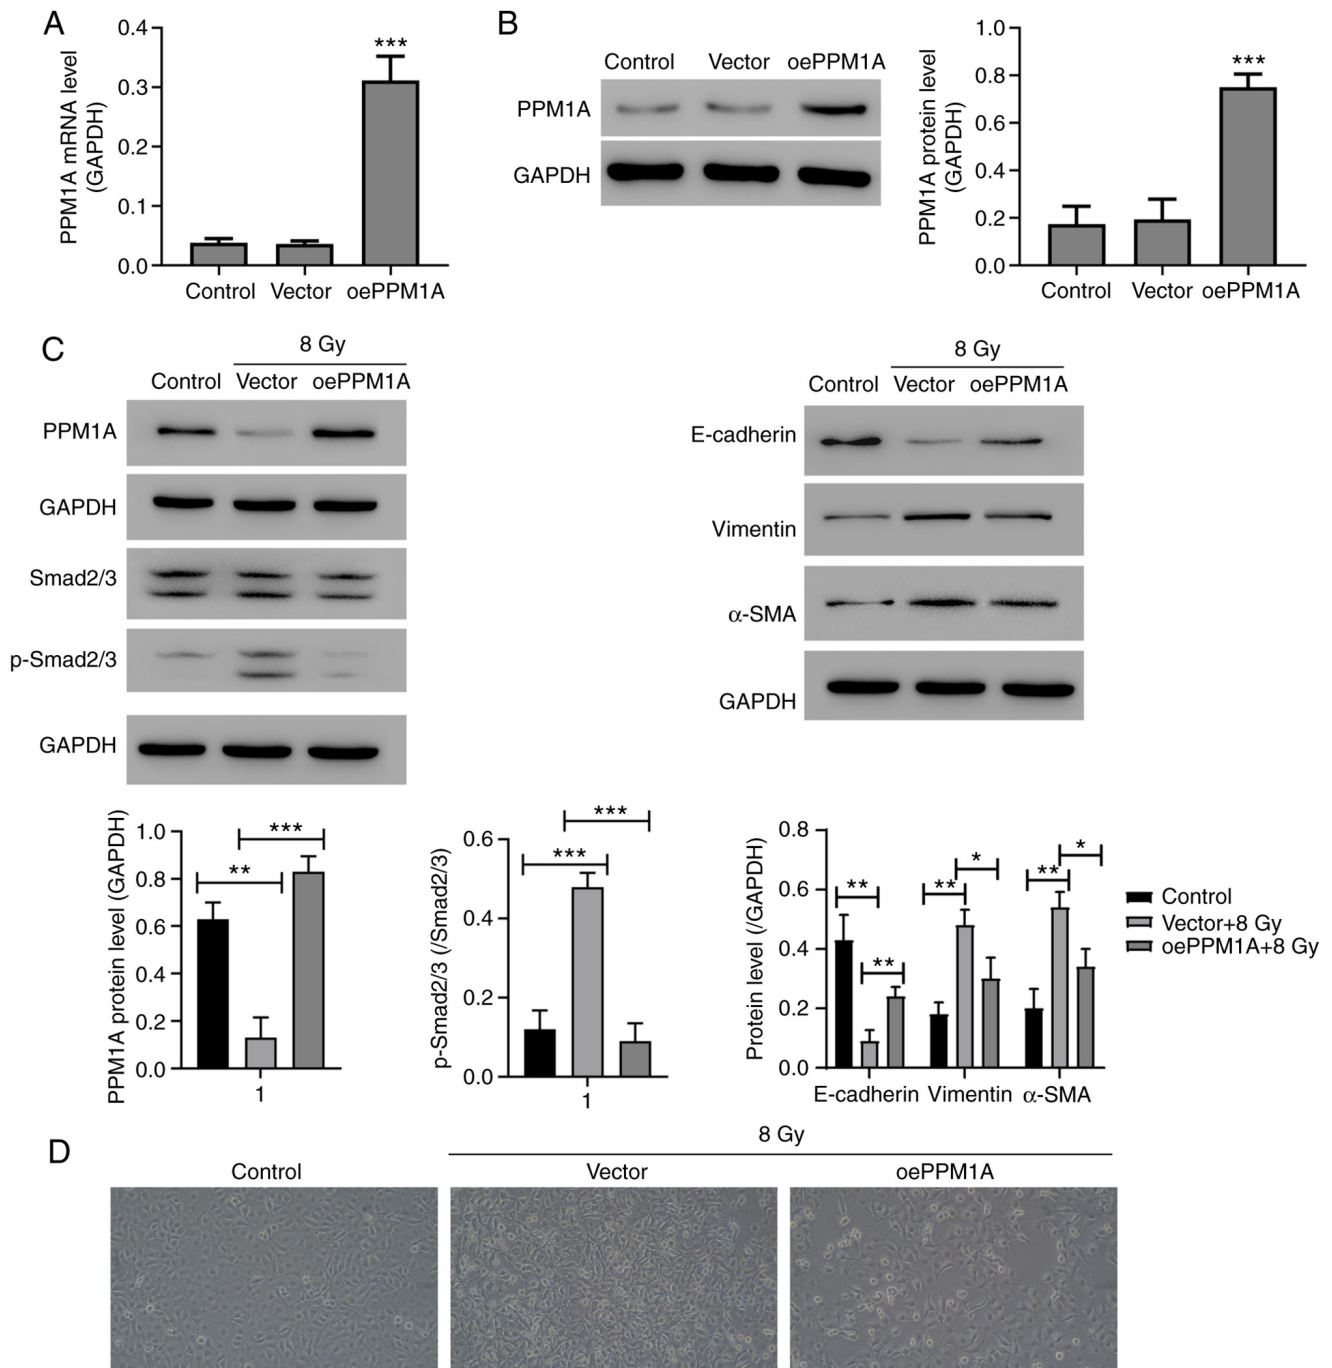 A
PPM1A mRNA level
(GAPDH)
0.4
0.3
0.2
0.1
0.0
***
Control Vector oePPM1A
B
Control Vector oePPM1A
PPM1A
GAPDH
PPM1A protein level
(GAPDH)
1.0
0.8
0.6
0.4
0.2
0.0
***
Control Vector oePPM1A
C
8 Gy
Control Vector oePPM1A
PPM1A
GAPDH
Smad2/3
p-Smad2/3
GAPDH
8 Gy
Control Vector oePPM1A
E-cadherin
Vimentin
α-SMA
GAPDH
PPM1A protein level (GAPDH)
1.0
0.8
0.6
0.4
0.2
0.0
**
***
1
p-Smad2/3 (/Smad2/3)
0.6
0.4
0.2
0.0
***
***
1
Protein level (/GAPDH)
0.8
0.6
0.4
0.2
0.0
**
**
**
*
**
*
E-cadherin Vimentin α-SMA
Control
Vector+8 Gy
oePPM1A+8 Gy
D
8 Gy
Control Vector oePPM1A